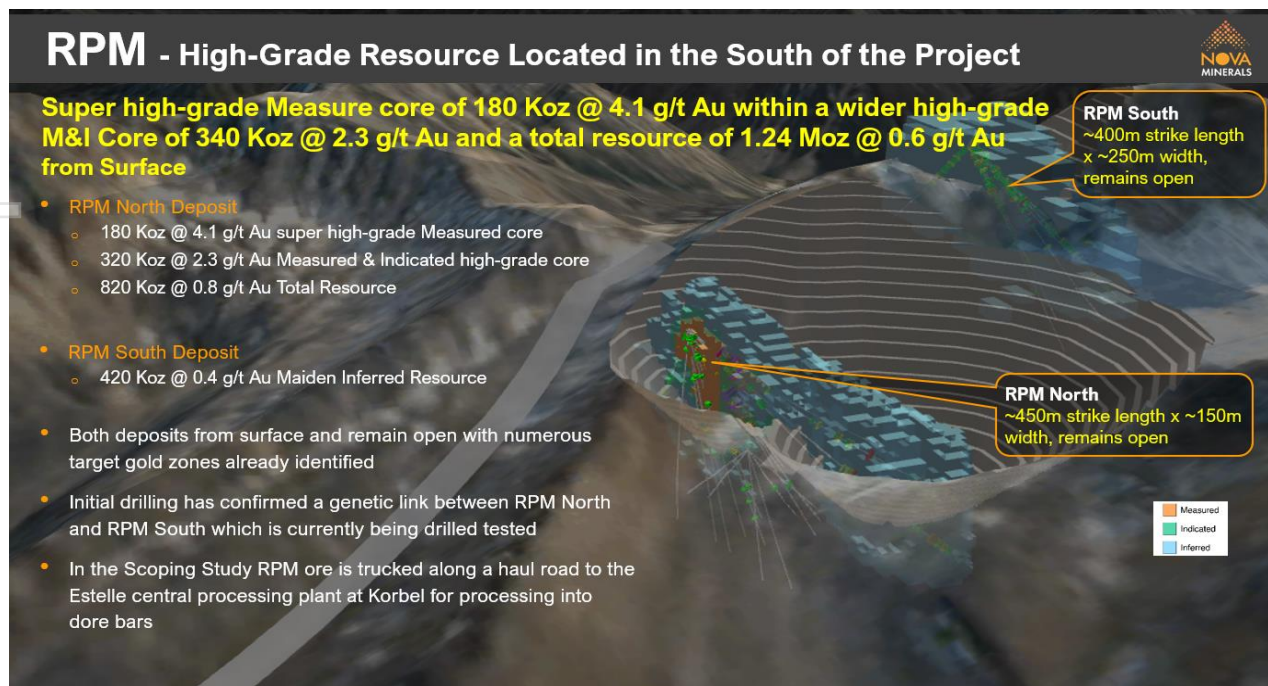 RPM - High-Grade Resource Located in the South of the Project
NOVA
MINERALS
Super high-grade Measure core of 180 Koz @ 4.1 g/t Au within a wider high-grade
M&I Core of 340 Koz @ 2.3 g/t Au and a total resource of 1.24 Moz @ 0.6 g/t Au
from Surface
RPM South
~400m strike length
x ~250m width,
remains open
• RPM North Deposit
o 180 Koz @ 4.1 g/t Au super high-grade Measured core
o 320 Koz @ 2.3 g/t Au Measured & Indicated high-grade core
o 820 Koz @ 0.8 g/t Au Total Resource
• RPM South Deposit
o 420 Koz @ 0.4 g/t Au Maiden Inferred Resource
RPM North
~450m strike length x ~150m
width, remains open
• Both deposits from surface and remain open with numerous
target gold zones already identified
• Initial drilling has confirmed a genetic link between RPM North
and RPM South which is currently being drilled tested
• In the Scoping Study RPM ore is trucked along a haul road to the
Estelle central processing plant at Korbel for processing into
dore bars
Measured
Indicated
Inferred